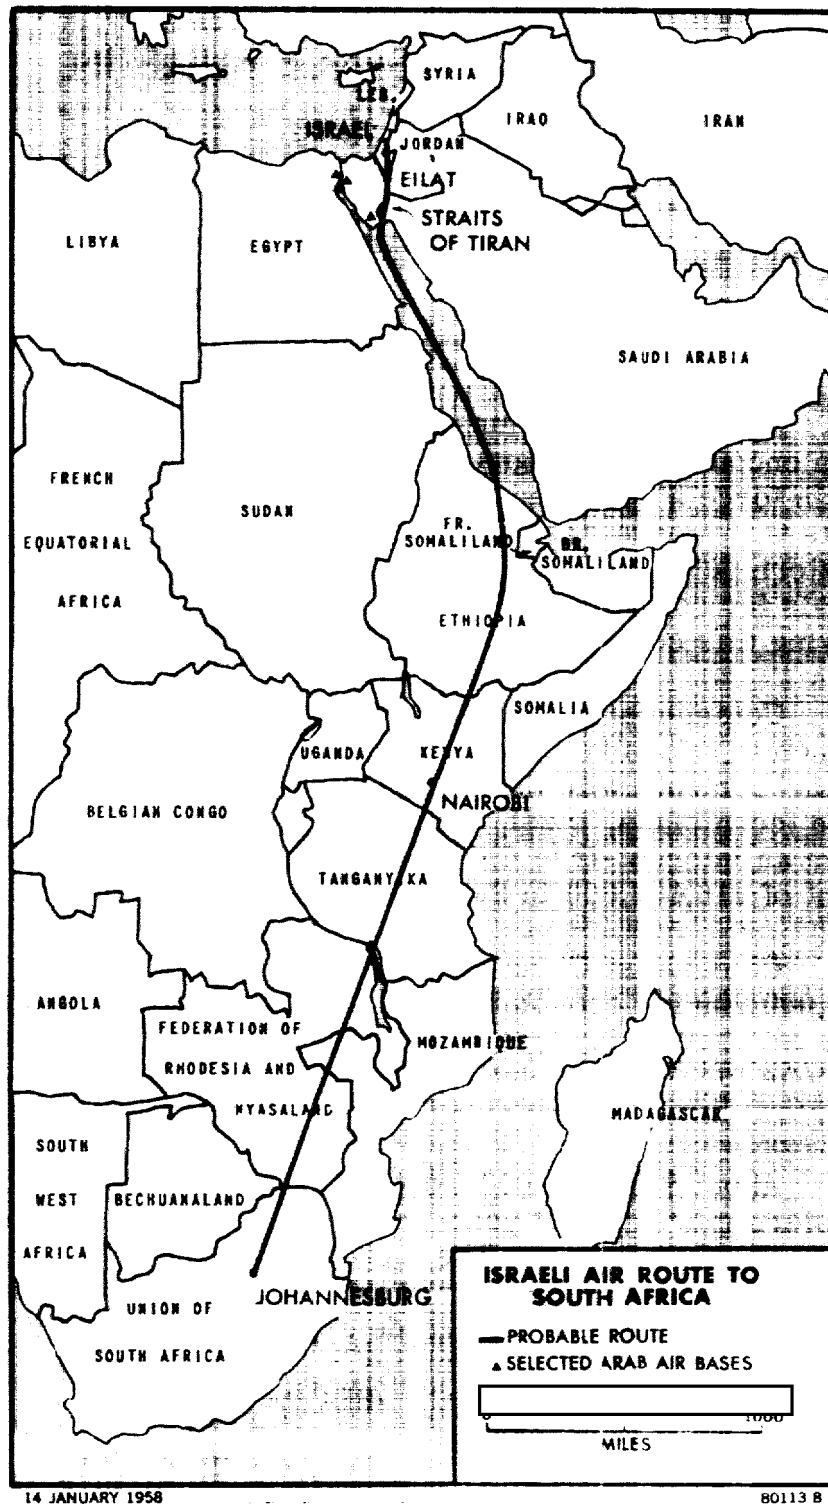 SYRIA
LEB.
IRAQ
IRAN
ISRAEL
JORDAN
EILAT
STRAITS
OF TIRAN
LIBYA
EGYPT
SAUDI ARABIA
FRENCH
EQUATORIAL
AFRICA
SUDAN
FR.
SOMALILAND
BR.
SOMALILAND
ETHIOPIA
SOMALIA
UGANDA
KENYA
NAIROBI
BELGIAN CONGO
TANGANYIKA
ANGOLA
FEDERATION OF
RHODESIA AND
NYASALAND
MOZAMBIQUE
MADAGASCAR
SOUTH
WEST
AFRICA
BECHUANALAND
JOHANNESBURG
UNION OF
SOUTH AFRICA
ISRAELI AIR ROUTE TO
SOUTH AFRICA
PROBABLE ROUTE
SELECTED ARAB AIR BASES
0 1000
MILES
14 JANUARY 1958
80113 8